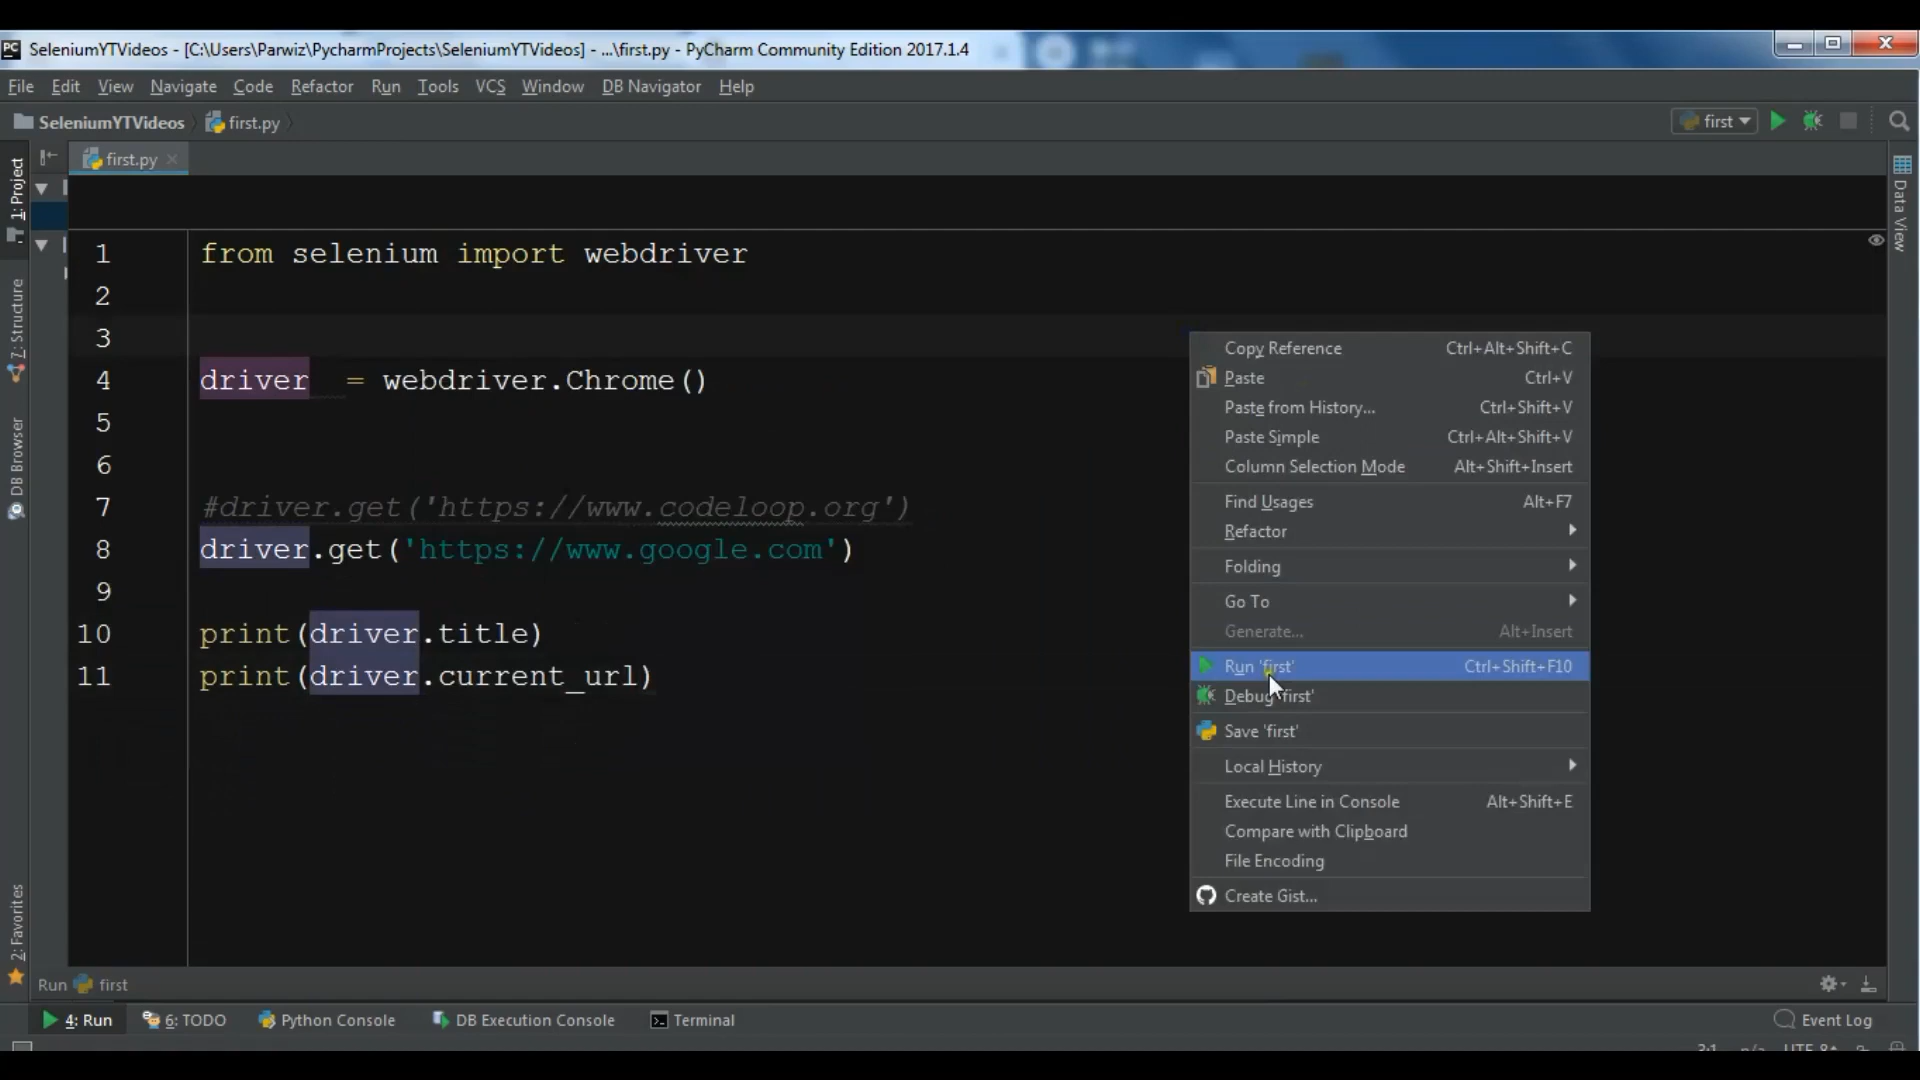 SeleniumYTVideos - [C:\Users\Parwiz\PycharmProjects\SeleniumYTVideos] - ...\first.py - PyCharm Community Edition 2017.1.4
File Edit View Navigate Code Refactor Run Tools VCS Window DB Navigator Help
SeleniumYTVideos first.py first
first.py
1: Project
7: Structure
DB Browser
2: Favorites
Data View
1 from selenium import webdriver
2
3
4 driver = webdriver.Chrome()
5
6
7 #driver.get('https://www.codeloop.org')
8 driver.get('https://www.google.com')
9
10 print(driver.title)
11 print(driver.current_url)
Copy Reference Ctrl+Alt+Shift+C
Paste Ctrl+V
Paste from History... Ctrl+Shift+V
Paste Simple Ctrl+Alt+Shift+V
Column Selection Mode Alt+Shift+Insert
Find Usages Alt+F7
Refactor
Folding
Go To
Generate... Alt+Insert
Run 'first' Ctrl+Shift+F10
Debug 'first'
Save 'first'
Local History
Execute Line in Console Alt+Shift+E
Compare with Clipboard
File Encoding
Create Gist...
Run first
4: Run 6: TODO Python Console DB Execution Console Terminal Event Log